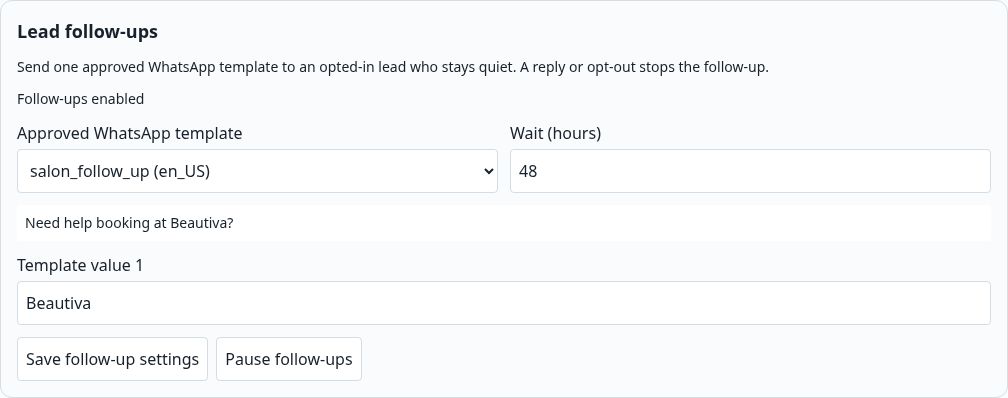 Lead follow-ups
Send one approved WhatsApp template to an opted-in lead who stays quiet. A reply or opt-out stops the follow-up.
Follow-ups enabled
Approved WhatsApp template
Wait (hours)
salon_follow_up (en_US)
48
Need help booking at Beautiva?
Template value 1
Beautiva
Save follow-up settings
Pause follow-ups